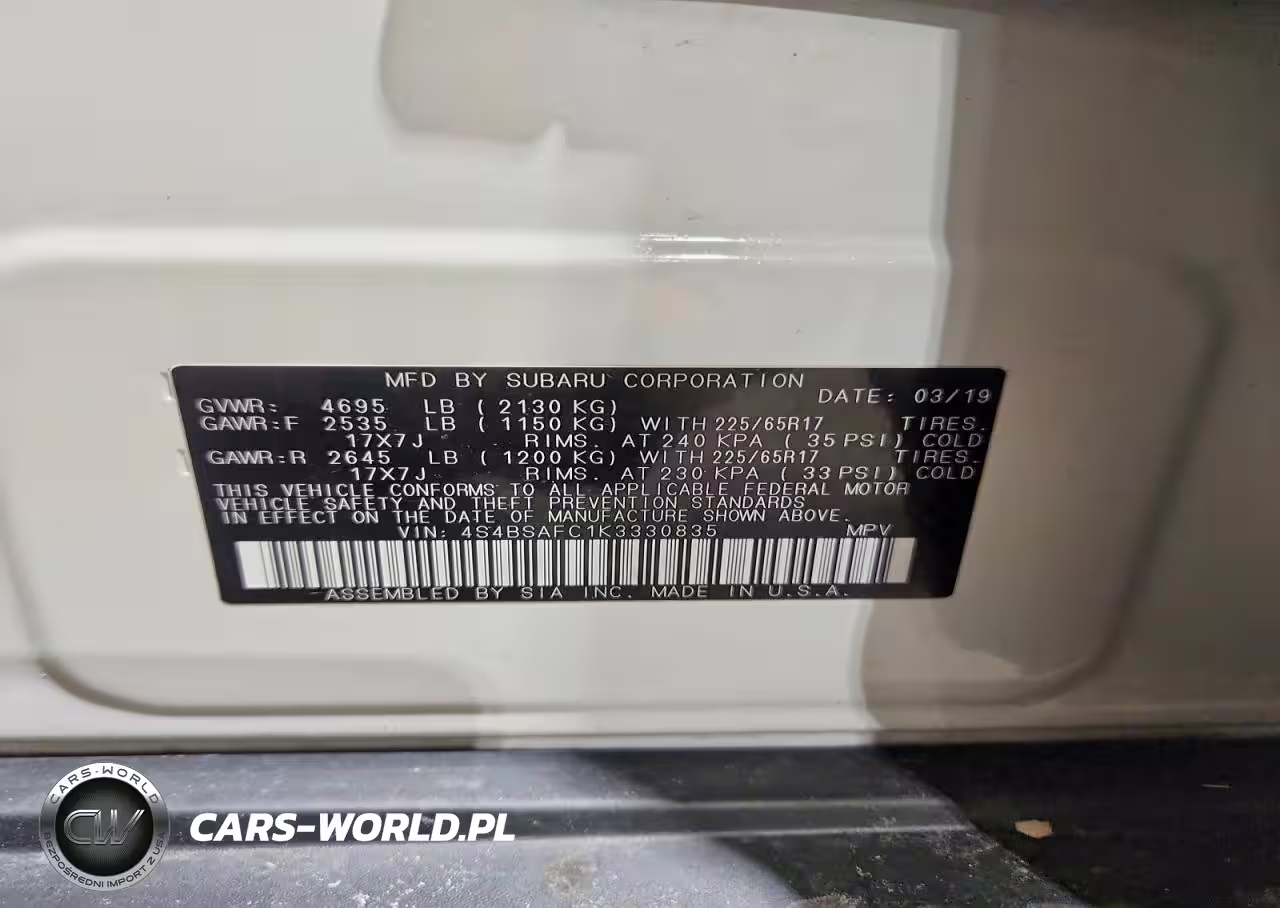 MFD BY SUBARU CORPORATION
DATE: 03/19
GVWR: 4695 LB ( 2130 KG)
GAWR:F 2535 LB ( 1150 KG) WITH 225/65R17 TIRES.
17X7J RIMS. AT 240 KPA ( 35 PSI) COLD
GAWR:R 2645 LB ( 1200 KG) WITH 225/65R17 TIRES.
17X7J RIMS. AT 230 KPA ( 33 PSI) COLD
THIS VEHICLE CONFORMS TO ALL APPLICABLE FEDERAL MOTOR
VEHICLE SAFETY AND THEFT PREVENTION STANDARDS
IN EFFECT ON THE DATE OF MANUFACTURE SHOWN ABOVE.
VIN: 4S4BSAFC1K3330835 MPV
ASSEMBLED BY SIA INC. MADE IN U.S.A.
CARS-WORLD
CW
BEZPOŚREDNI IMPORT Z USA
CARS-WORLD.PL